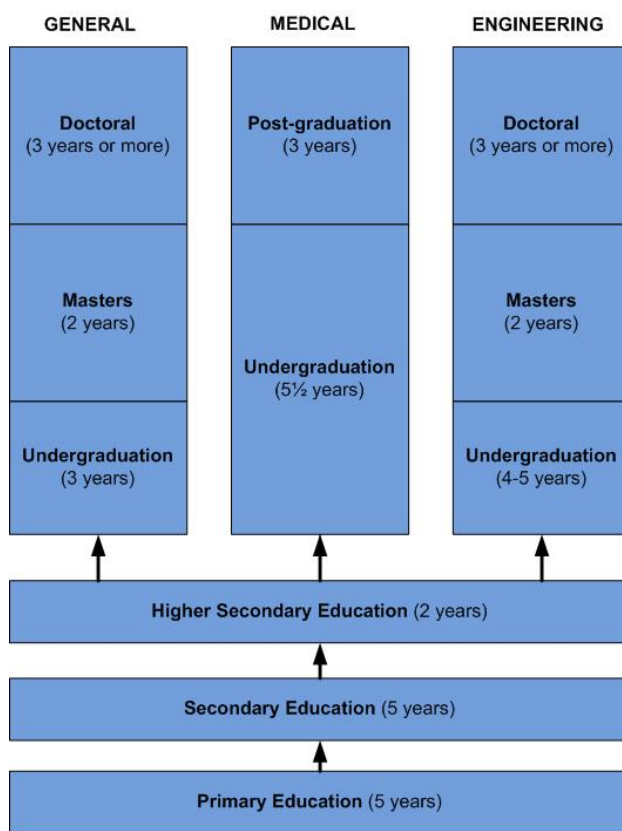 GENERAL
MEDICAL
ENGINEERING
Doctoral
(3 years or more)
Post-graduation
(3 years)
Doctoral
(3 years or more)
Masters
(2 years)
Undergraduation
(5½ years)
Masters
(2 years)
Undergraduation
(3 years)
Undergraduation
(4-5 years)
Higher Secondary Education (2 years)
Secondary Education (5 years)
Primary Education (5 years)